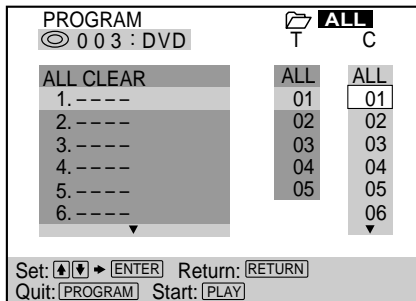 PROGRAM ALL
003:DVD T C
ALL CLEAR ALL ALL
1. –––– 01 01
2. –––– 02 02
3. –––– 03 03
4. –––– 04 04
5. –––– 05 05
6. –––– 06
Set: ENTER Return: RETURN
Quit: PROGRAM Start: PLAY